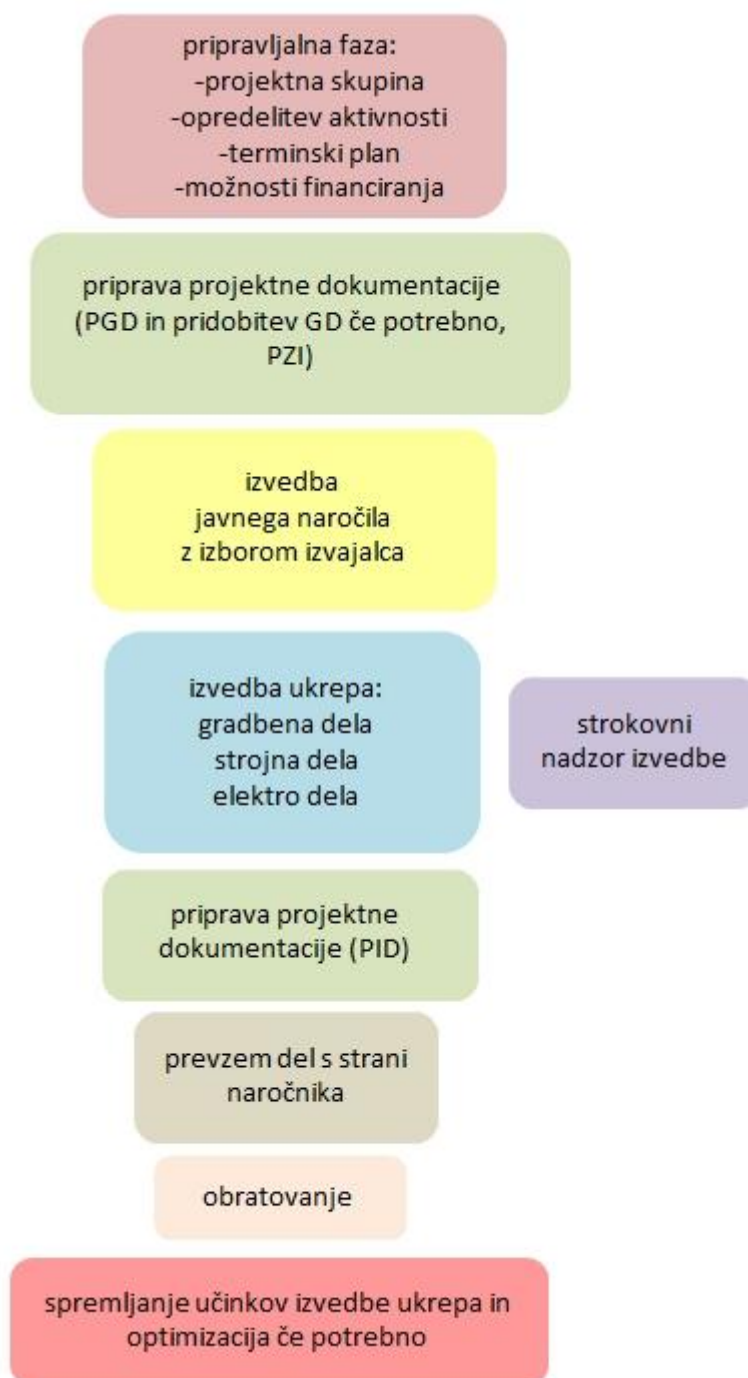 pripravljalna faza:
-projektna skupina
-opredelitev aktivnosti
-terminski plan
-možnosti financiranja
priprava projektne dokumentacije
(PGD in pridobitev GD če potrebno,
PZI)
izvedba
javnega naročila
z izborom izvajalca
izvedba ukrepa:
gradbena dela
strojna dela
elektro dela
strokovni
nadzor izvedbe
priprava projektne
dokumentacije (PID)
prevzem del s strani
naročnika
obratovanje
spremljanje učinkov izvedbe ukrepa in
optimizacija če potrebno